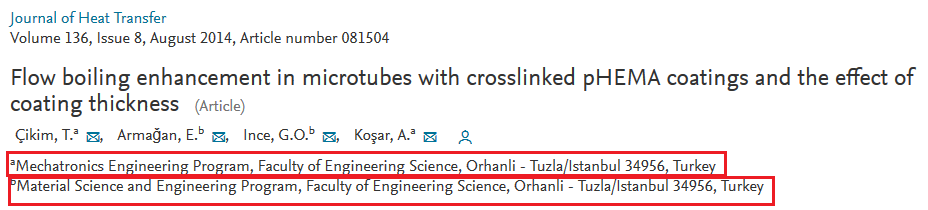 Journal of Heat Transfer
Volume 136, Issue 8, August 2014, Article number 081504
Flow boiling enhancement in microtubes with crosslinked pHEMA coatings and the effect of
coating thickness (Article)
Çikim, T.ᵃ, Armağan, E.ᵇ, Ince, G.O.ᵇ, Koşar, A.ᵃ
ᵃMechatronics Engineering Program, Faculty of Engineering Science, Orhanli - Tuzla/Istanbul 34956, Turkey
ᵇMaterial Science and Engineering Program, Faculty of Engineering Science, Orhanli - Tuzla/Istanbul 34956, Turkey